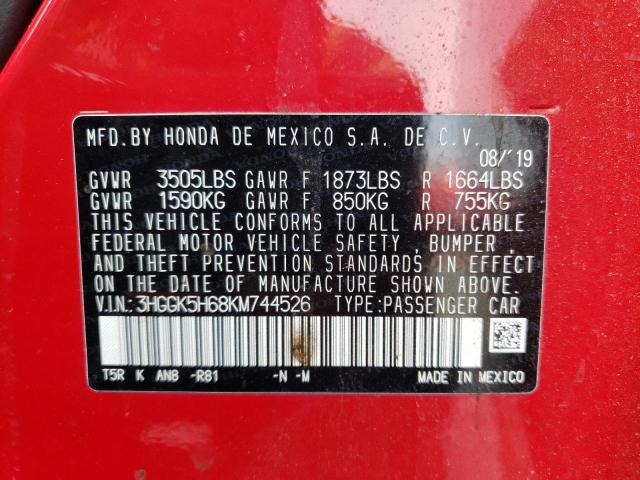 MFD. BY HONDA DE MEXICO S.A. DE C.V.
08/'19
GVWR 3505LBS GAWR F 1873LBS R 1664LBS
GVWR 1590KG GAWR F 850KG R 755KG
THIS VEHICLE CONFORMS TO ALL APPLICABLE
FEDERAL MOTOR VEHICLE SAFETY , BUMPER ,
AND THEFT PREVENTION STANDARDS IN EFFECT
ON THE DATE OF MANUFACTURE SHOWN ABOVE.
V.I.N.: 3HGGK5H68KM744526 TYPE: PASSENGER CAR
T5R K AN8 -R81 -N -M MADE IN MEXICO